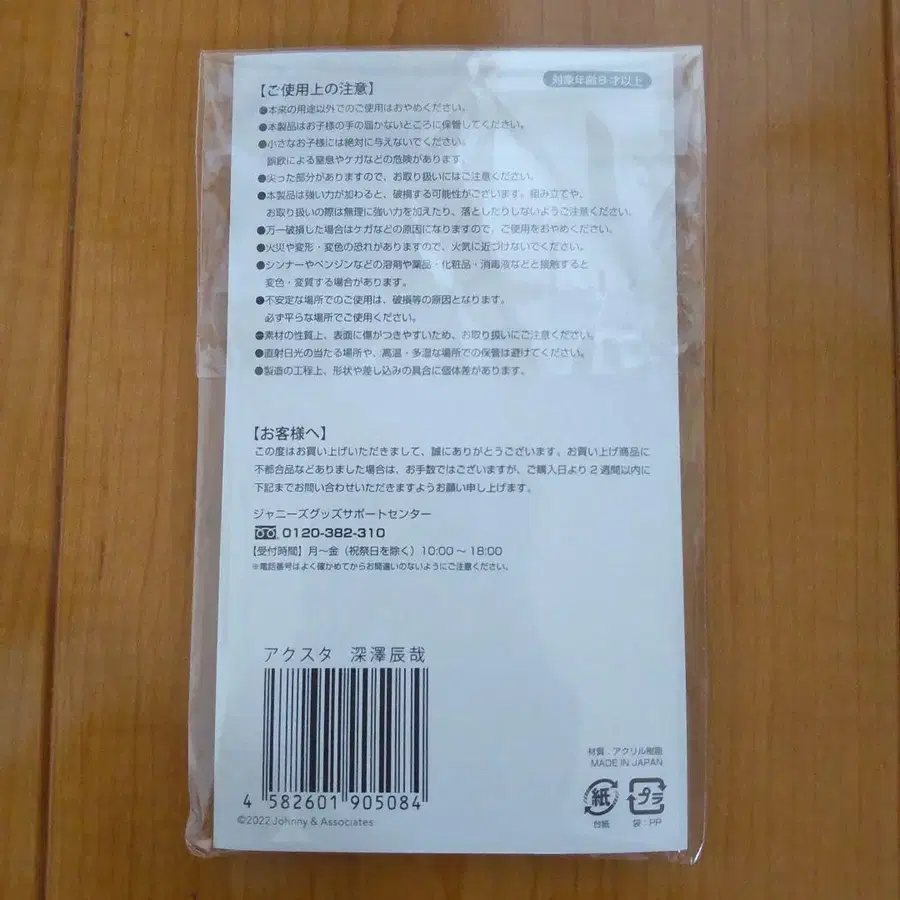 対象年齢8才以上
【ご使用上の注意】
●本来の用途以外でのご使用はおやめください。
●本製品はお子様の手の届かないところに保管してください。
●小さなお子様には絶対に与えないでください。
誤飲による窒息やケガなどの危険があります。
●尖った部分がありますので、お取り扱いにはご注意ください。
●本製品は強い力が加わると、破損する可能性がございます。組み立てや、
お取り扱いの際は無理に強い力を加えたり、落としたりしないようご注意ください。
●万一破損した場合はケガなどの原因になりますので、ご使用をおやめください。
●火災や変形・変色の恐れがありますので、火気に近づけないでください。
●シンナーやベンジンなどの溶剤や薬品・化粧品・消毒液などと接触すると
変色・変質する場合があります。
●不安定な場所でのご使用は、破損等の原因となります。
必ず平らな場所でご使用ください。
●素材の性質上、表面に傷がつきやすいため、お取り扱いにご注意ください。
●直射日光の当たる場所や、高温・多湿な場所での保管は避けてください。
●製造の工程上、形状や差し込みの具合に個体差があります。
【お客様へ】
この度はお買い上げいただきまして、誠にありがとうございます。お買い上げ商品に
不都合品などありました場合は、お手数ではございますが、ご購入日より2週間以内に
下記までお問い合わせいただきますようお願い申し上げます。
ジャニーズグッズサポートセンター
0120-382-310
【受付時間】月~金（祝祭日を除く）10:00~18:00
※電話番号はよく確かめてからお間違いのないようにご注意ください。
アクスタ 深澤辰哉
4 582601 905084
©2022 Johnny & Associates
材質:アクリル樹脂
MADE IN JAPAN
紙
台紙
プラ
袋:PP